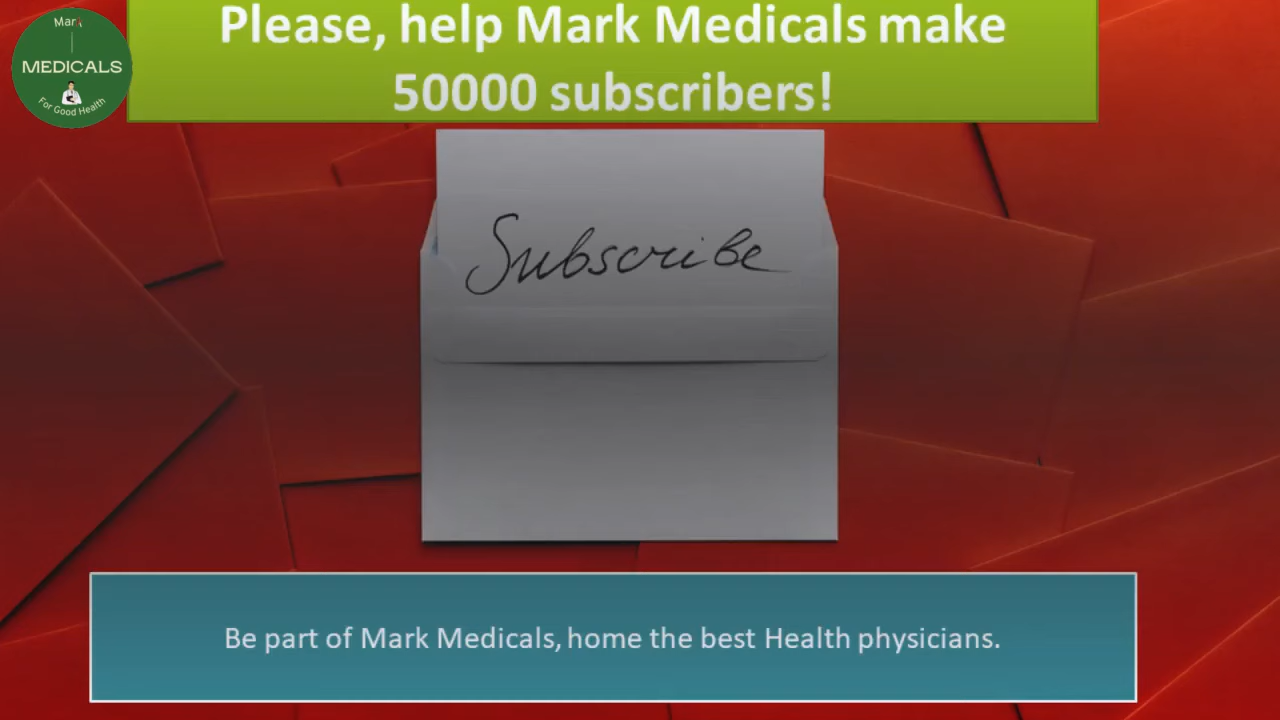 Mark
MEDICALS
For Good Health
Please, help Mark Medicals make
50000 subscribers!
Subscribe
Be part of Mark Medicals, home the best Health physicians.